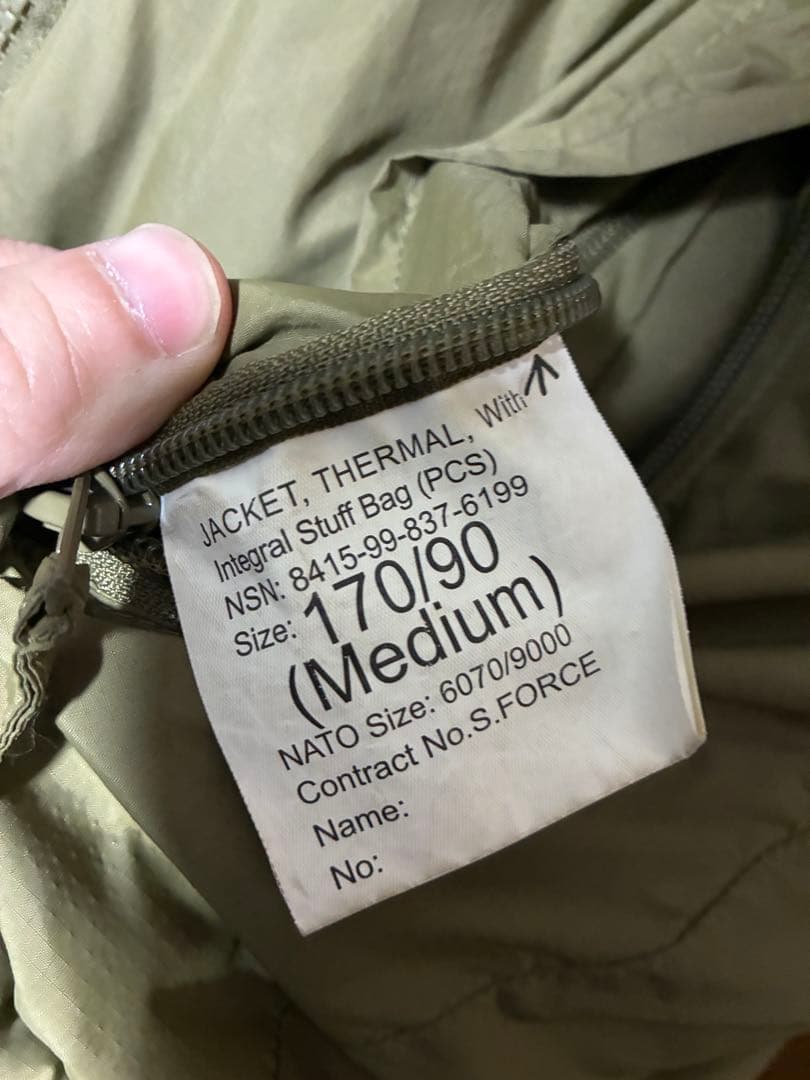 JACKET, THERMAL, With
Integral Stuff Bag (PCS)
NSN: 8415-99-837-6199
Size: 170/90
(Medium)
NATO Size: 6070/9000
Contract No.S.FORCE
Name:
No: